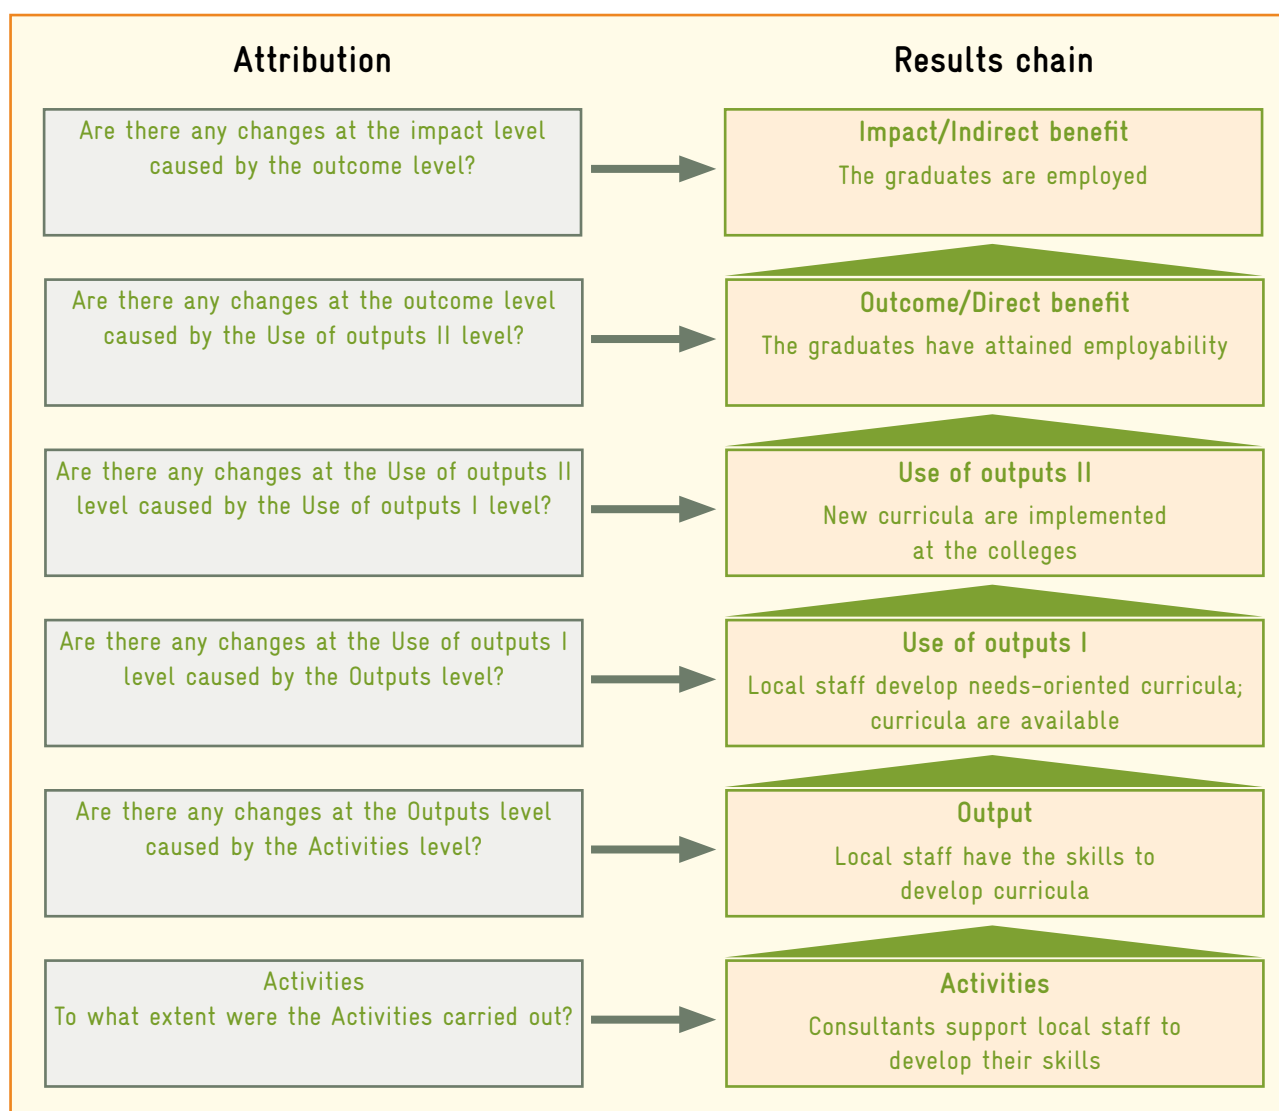 Attribution
Results chain
Are there any changes at the impact level
caused by the outcome level?
Impact/Indirect benefit
The graduates are employed
Are there any changes at the outcome level
caused by the Use of outputs II level?
Outcome/Direct benefit
The graduates have attained employability
Are there any changes at the Use of outputs II
level caused by the Use of outputs I level?
Use of outputs II
New curricula are implemented
at the colleges
Are there any changes at the Use of outputs I
level caused by the Outputs level?
Use of outputs I
Local staff develop needs-oriented curricula;
curricula are available
Are there any changes at the Outputs level
caused by the Activities level?
Output
Local staff have the skills to
develop curricula
Activities
To what extent were the Activities carried out?
Activities
Consultants support local staff to
develop their skills